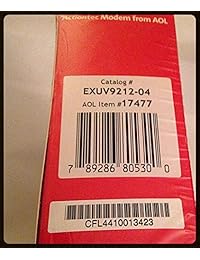 Actiontec Modem from AOL
Catalog #
EXUV9212-04
AOL Item #17477
7 89286 80530 0
CFL4410013423